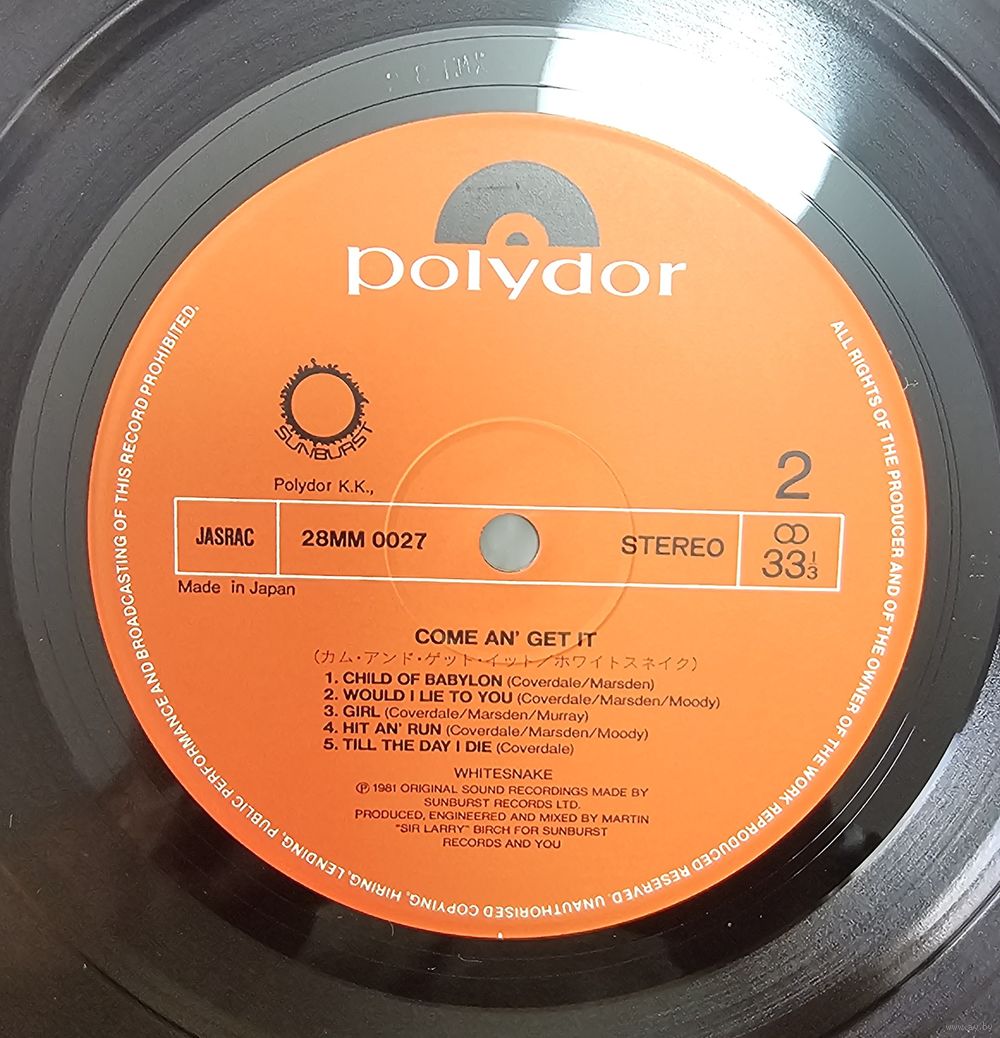 polydor
SUNBURST
Polydor K.K.,
2
JASRAC
28MM 0027
STEREO
33 1/3
Made in Japan
COME AN' GET IT
(カム・アンド・ゲット・イット/ホワイトスネイク)
1. CHILD OF BABYLON (Coverdale/Marsden)
2. WOULD I LIE TO YOU (Coverdale/Marsden/Moody)
3. GIRL (Coverdale/Marsden/Murray)
4. HIT AN' RUN (Coverdale/Marsden/Moody)
5. TILL THE DAY I DIE (Coverdale)
WHITESNAKE
Ⓟ 1981 ORIGINAL SOUND RECORDINGS MADE BY
SUNBURST RECORDS LTD.
PRODUCED, ENGINEERED AND MIXED BY MARTIN
"SIR LARRY" BIRCH FOR SUNBURST
RECORDS AND YOU
ALL RIGHTS OF THE PRODUCER AND OF THE OWNER OF THE WORK REPRODUCED RESERVED. UNAUTHORISED COPYING, HIRING, LENDING, PUBLIC PERFORMANCE AND BROADCASTING OF THIS RECORD PROHIBITED.
www.ay.by